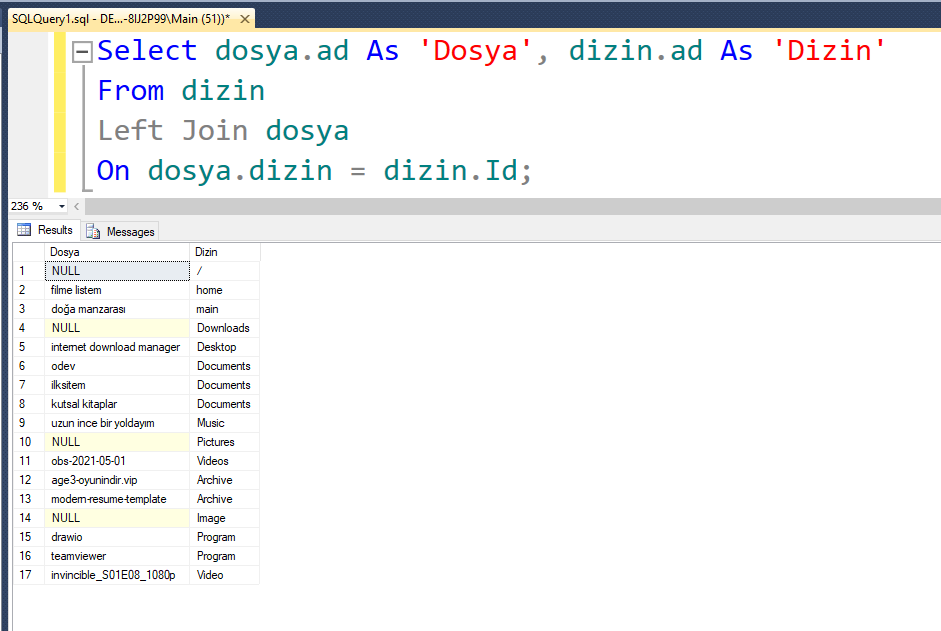 SQLQuery1.sql - DE...-8IJ2P99\Main (51))*
Select dosya.ad As 'Dosya', dizin.ad As 'Dizin'
From dizin
Left Join dosya
On dosya.dizin = dizin.Id;
236 %
Results Messages
Dosya Dizin
1 NULL /
2 filme listem home
3 doğa manzarası main
4 NULL Downloads
5 internet download manager Desktop
6 odev Documents
7 ilksitem Documents
8 kutsal kitaplar Documents
9 uzun ince bir yoldayım Music
10 NULL Pictures
11 obs-2021-05-01 Videos
12 age3-oyunindir.vip Archive
13 modern-resume-template Archive
14 NULL Image
15 drawio Program
16 teamviewer Program
17 invincible_S01E08_1080p Video